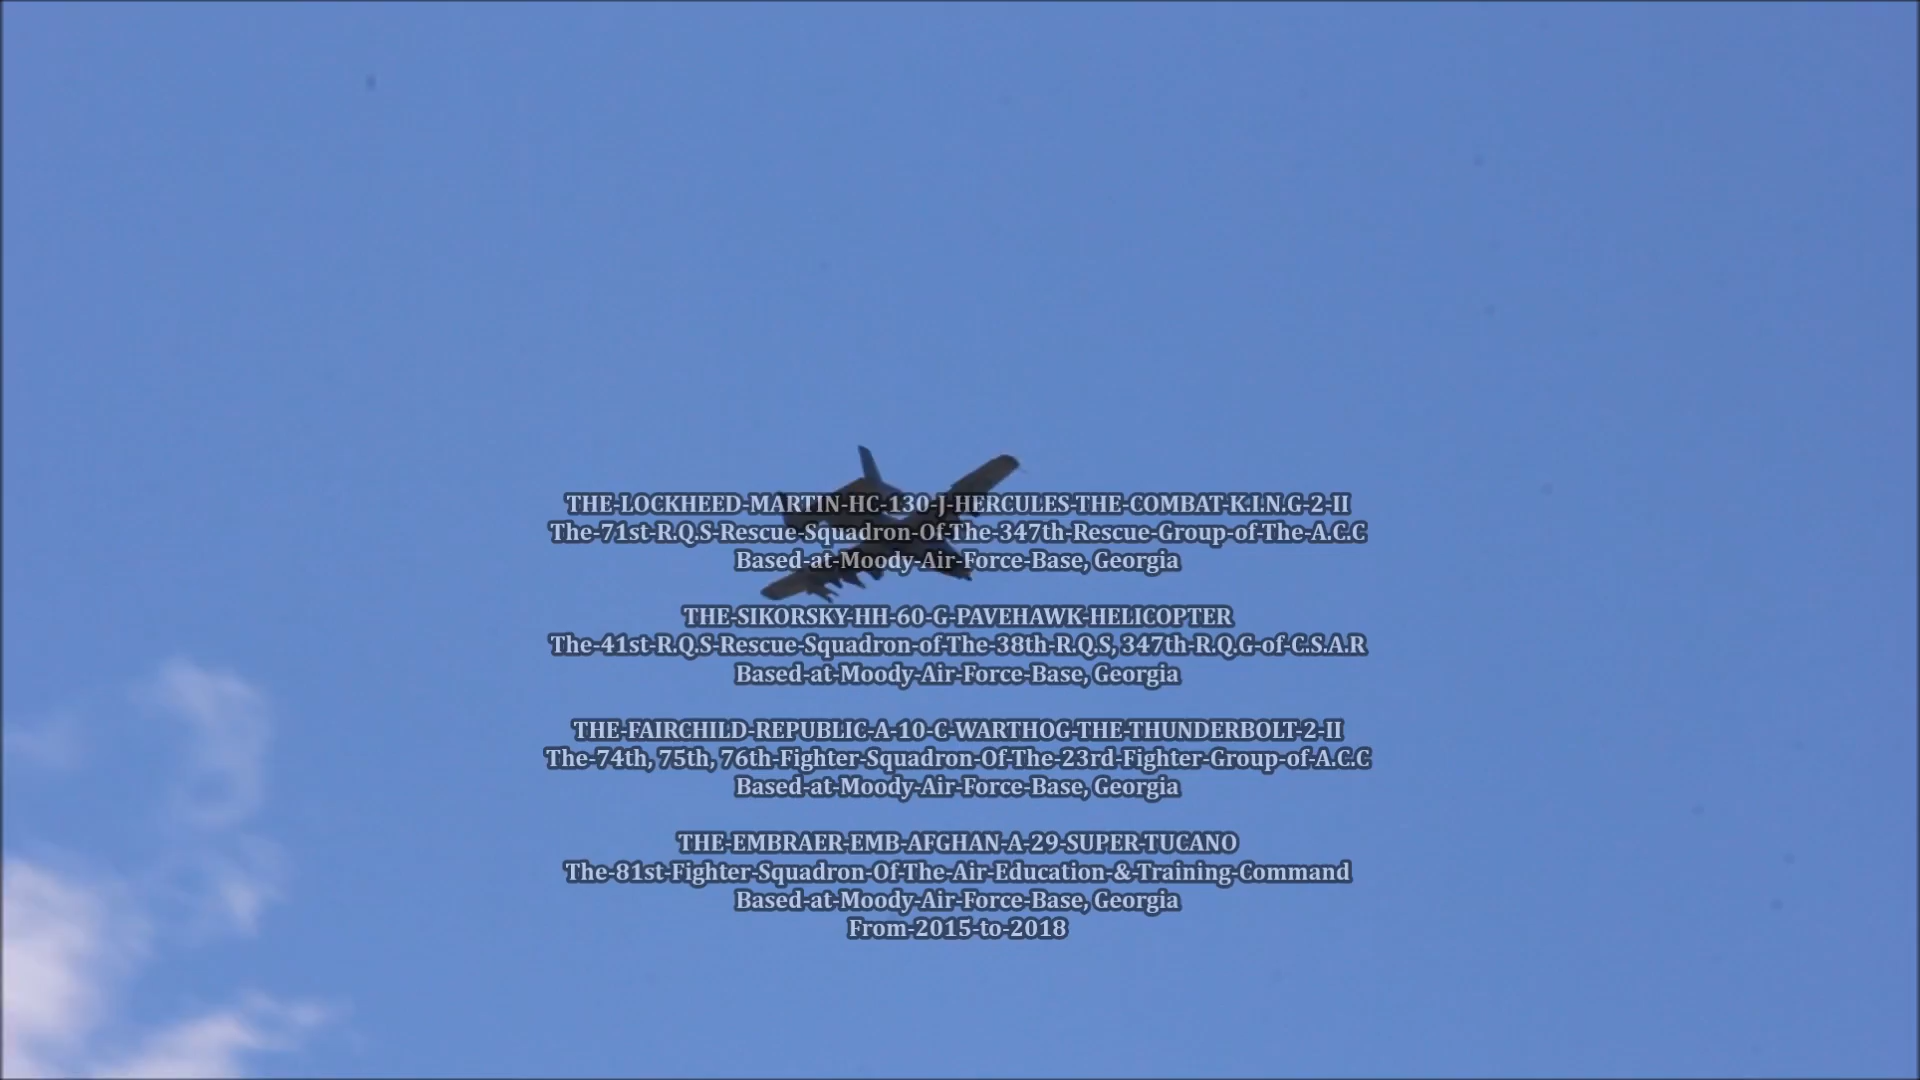 THE-LOCKHEED-MARTIN-HC-130-J-HERCULES-THE-COMBAT-K.I.N.G-2-II
The-71st-R.Q.S-Rescue-Squadron-Of-The-347th-Rescue-Group-of-The-A.C.C
Based-at-Moody-Air-Force-Base, Georgia
THE-SIKORSKY-HH-60-G-PAVEHAWK-HELICOPTER
The-41st-R.Q.S-Rescue-Squadron-of-The-38th-R.Q.S, 347th-R.Q.G-of-C.S.A.R
Based-at-Moody-Air-Force-Base, Georgia
THE-FAIRCHILD-REPUBLIC-A-10-C-WARTHOG-THE-THUNDERBOLT-2-II
The-74th, 75th, 76th-Fighter-Squadron-Of-The-23rd-Fighter-Group-of-A.C.C
Based-at-Moody-Air-Force-Base, Georgia
THE-EMBRAER-EMB-AFGHAN-A-29-SUPER-TUCANO
The-81st-Fighter-Squadron-Of-The-Air-Education-&-Training-Command
Based-at-Moody-Air-Force-Base, Georgia
From-2015-to-2018